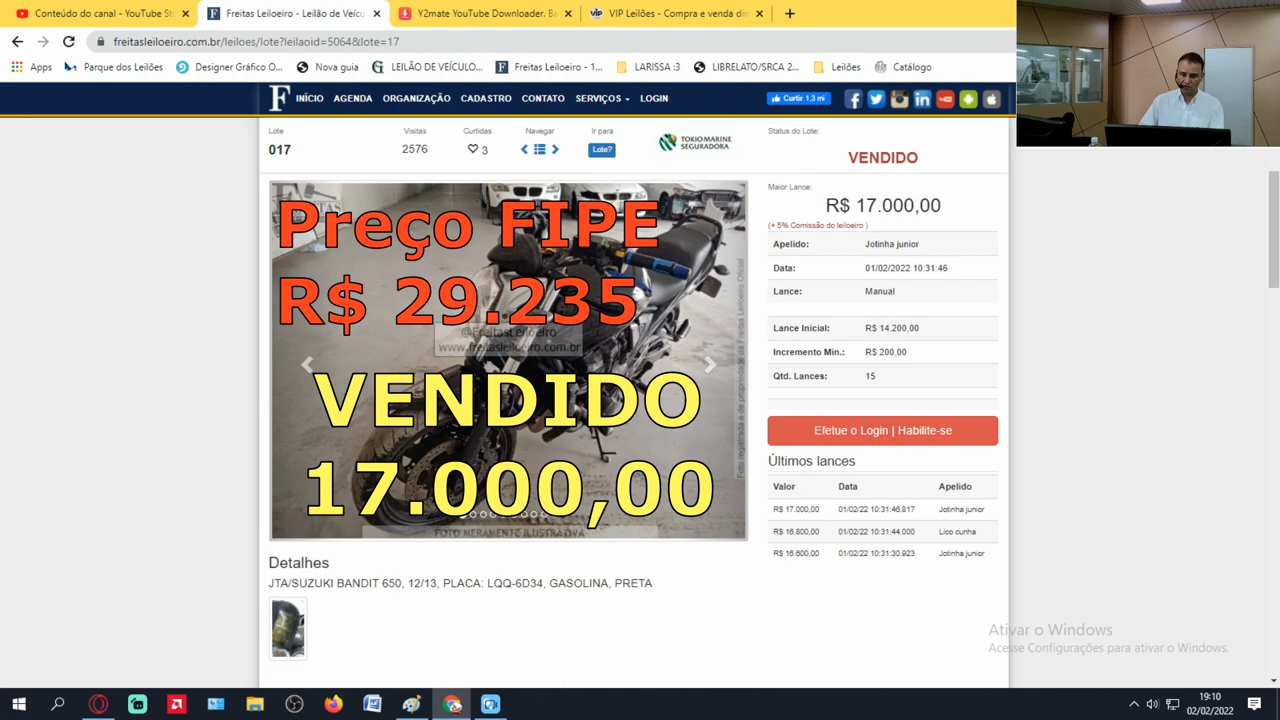 Conteúdo do canal - YouTube St
Freitas Leiloeiro - Leilão de Veícu
Y2mate YouTube Downloader. Ba
VIP Leilões - Compra e venda din
freitasleiloeiro.com.br/leiloes/lote?leilaoid=5064&lote=17
Apps
Parque dos Leilões
Designer Gráfico O...
Nova guia
LEILÃO DE VEÍCULO...
Freitas Leiloeiro - 1...
LARISSA :3
LIBRELATO/SRCA 2...
Leilões
Catálogo
INÍCIO AGENDA ORGANIZAÇÃO CADASTRO CONTATO SERVIÇOS LOGIN
Curtir 1,3 mi
Lote Visitas Curtidas Navegar Ir para
017 2576 3 Lote?
TOKIO MARINE
SEGURADORA
Status do Lote:
VENDIDO
Preço FIPE
R$ 29.235
@FreitasLeiloeiro
www.freitasleiloeiro.com.br
VENDIDO
17.000,00
FOTO MERAMENTE ILUSTRATIVA
Foto registrada e de propriedade da Freitas Leiloeiro Oficial
Maior Lance:
R$ 17.000,00
(+ 5% Comissão do leiloeiro )
Apelido: Jotinha junior
Data: 01/02/2022 10:31:46
Lance: Manual
Lance Inicial: R$ 14.200,00
Incremento Min.: R$ 200,00
Qtd. Lances: 15
Efetue o Login | Habilite-se
Últimos lances
Valor Data Apelido
R$ 17.000,00 01/02/22 10:31:46.817 Jotinha junior
R$ 16.800,00 01/02/22 10:31:44.000 Lico cunha
R$ 16.600,00 01/02/22 10:31:30.923 Jotinha junior
Detalhes
JTA/SUZUKI BANDIT 650, 12/13, PLACA: LQQ-6D34, GASOLINA, PRETA
Ativar o Windows
Acesse Configurações para ativar o Windows.
19:10
02/02/2022